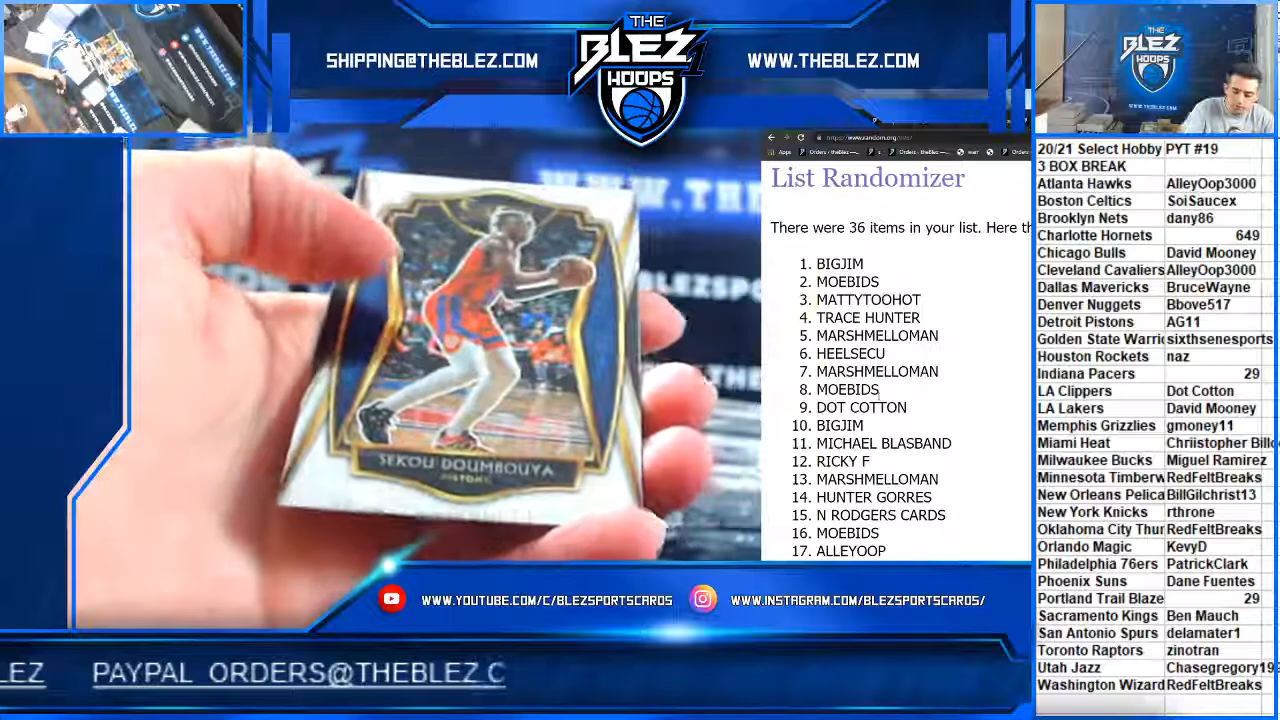 SHIPPING@THEBLEZ.COM
THE
BLEZ
HOOPS
1
WWW.THEBLEZ.COM
THE
BLEZ
HOOPS
List Randomizer
There were 36 items in your list. Here th
1. BIGJIM
2. MOEBIDS
3. MATTYTOOHOT
4. TRACE HUNTER
5. MARSHMELLOMAN
6. HEELSECU
7. MARSHMELLOMAN
8. MOEBIDS
9. DOT COTTON
10. BIGJIM
11. MICHAEL BLASBAND
12. RICKY F
13. MARSHMELLOMAN
14. HUNTER GORRES
15. N RODGERS CARDS
16. MOEBIDS
17. ALLEYOOP
20/21 Select Hobby PYT #19
3 BOX BREAK
Atlanta Hawks AlleyOop3000
Boston Celtics SoiSaucex
Brooklyn Nets dany86
Charlotte Hornets 649
Chicago Bulls David Mooney
Cleveland Cavaliers AlleyOop3000
Dallas Mavericks BruceWayne
Denver Nuggets Bbove517
Detroit Pistons AG11
Golden State Warric sixthsenesports
Houston Rockets naz
Indiana Pacers 29
LA Clippers Dot Cotton
LA Lakers David Mooney
Memphis Grizzlies gmoney11
Miami Heat Chriistopher Billo
Milwaukee Bucks Miguel Ramirez
Minnesota Timberw RedFeltBreaks
New Orleans Pelica BillGilchrist13
New York Knicks rthrone
Oklahoma City Thur RedFeltBreaks
Orlando Magic KevyD
Philadelphia 76ers PatrickClark
Phoenix Suns Dane Fuentes
Portland Trail Blaze 29
Sacramento Kings Ben Mauch
San Antonio Spurs delamater1
Toronto Raptors zinotran
Utah Jazz Chasegregory19
Washington Wizard RedFeltBreaks
SEKOU DOUMBOUYA
PISTONS
WWW.YOUTUBE.COM/C/BLEZSPORTSCARDS
WWW.INSTAGRAM.COM/BLEZSPORTSCARDS/
LEZ PAYPAL ORDERS@THEBLEZ.C